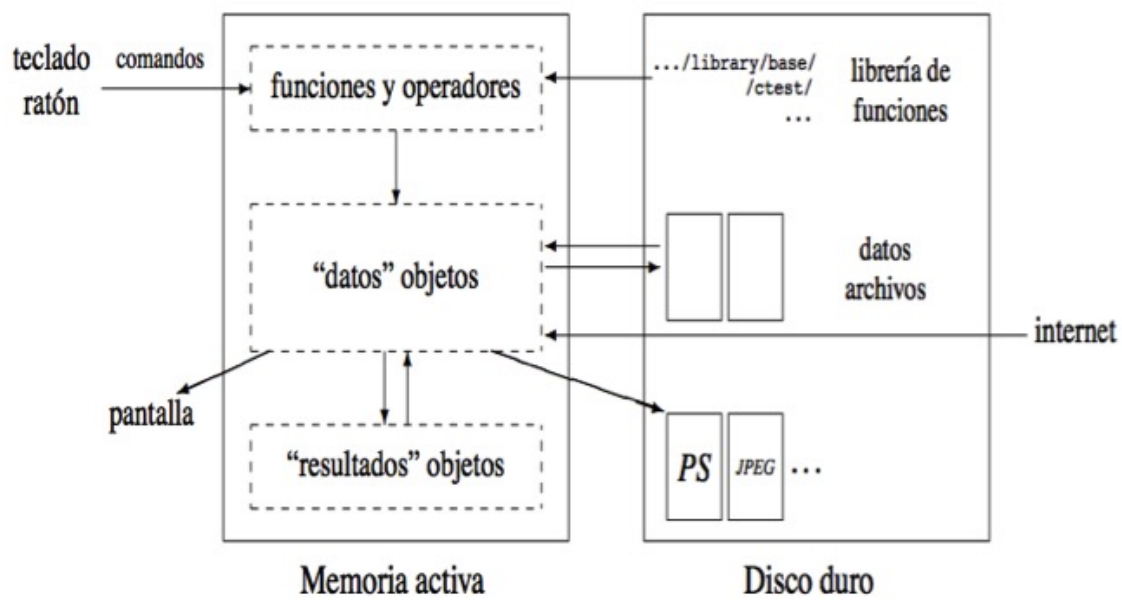 teclado
ratón
comandos
funciones y operadores
.../library/base/
/ctest/
...
librería de
funciones
“datos” objetos
datos
archivos
internet
pantalla
“resultados” objetos
PS
JPEG
...
Memoria activa
Disco duro